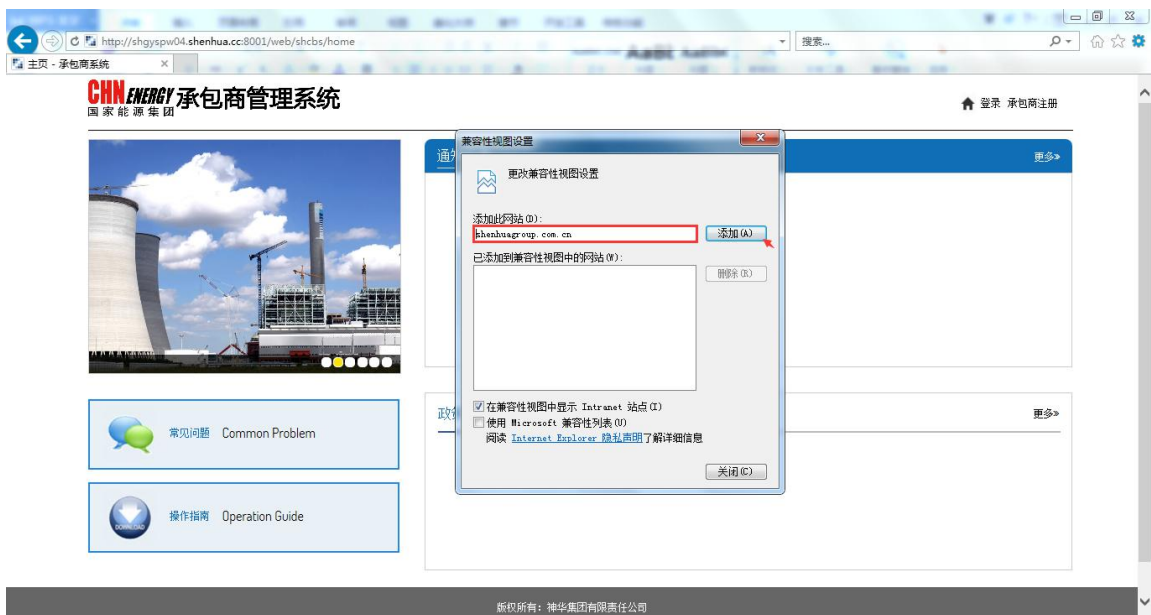 http://shgyspw04.shenhua.cc:8001/web/shcbs/home
搜索...
主页 - 承包商系统
CHN ENERGY 承包商管理系统
国家能源集团
登录 承包商注册
兼容性视图设置
通
更多»
更改兼容性视图设置
添加此网站(D):
shenhuagroup.com.cn
添加(A)
已添加到兼容性视图中的网站(W):
删除(R)
在兼容性视图中显示 Intranet 站点(I)
使用 Microsoft 兼容性列表(U)
阅读 Internet Explorer 隐私声明了解详细信息
关闭(C)
政
更多»
常见问题 Common Problem
DOWNLOAD
操作指南 Operation Guide
版权所有：神华集团有限责任公司